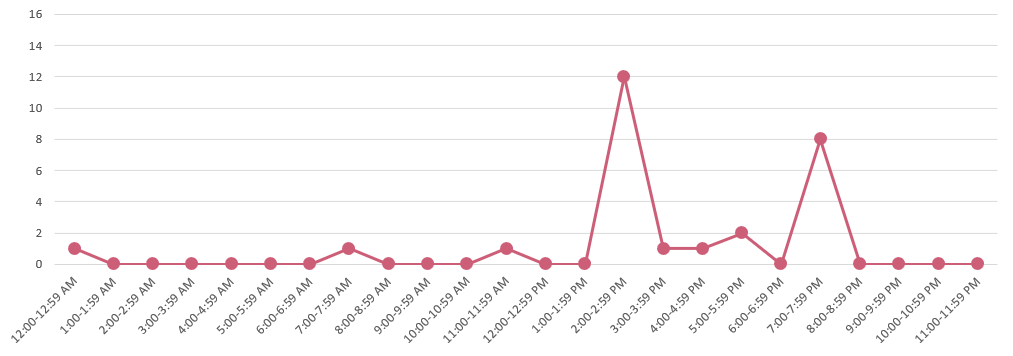 16
14
12
10
8
6
4
2
0
12:00-12:59 AM
1:00-1:59 AM
2:00-2:59 AM
3:00-3:59 AM
4:00-4:59 AM
5:00-5:59 AM
6:00-6:59 AM
7:00-7:59 AM
8:00-8:59 AM
9:00-9:59 AM
10:00-10:59 AM
11:00-11:59 AM
12:00-12:59 PM
1:00-1:59 PM
2:00-2:59 PM
3:00-3:59 PM
4:00-4:59 PM
5:00-5:59 PM
6:00-6:59 PM
7:00-7:59 PM
8:00-8:59 PM
9:00-9:59 PM
10:00-10:59 PM
11:00-11:59 PM